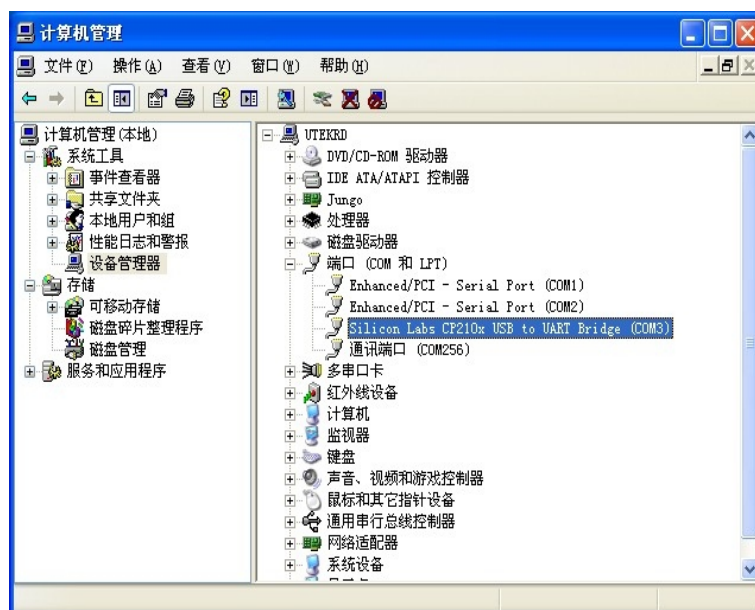 计算机管理
文件(F) 操作(A) 查看(V) 窗口(W) 帮助(H)
计算机管理(本地)
系统工具
事件查看器
共享文件夹
本地用户和组
性能日志和警报
设备管理器
存储
可移动存储
磁盘碎片整理程序
磁盘管理
服务和应用程序
UTEKRD
DVD/CD-ROM 驱动器
IDE ATA/ATAPI 控制器
Jungo
处理器
磁盘驱动器
端口 (COM 和 LPT)
Enhanced/PCI - Serial Port (COM1)
Enhanced/PCI - Serial Port (COM2)
Silicon Labs CP210x USB to UART Bridge (COM3)
通讯端口 (COM256)
多串口卡
红外线设备
计算机
监视器
键盘
声音、视频和游戏控制器
鼠标和其它指针设备
通用串行总线控制器
网络适配器
系统设备